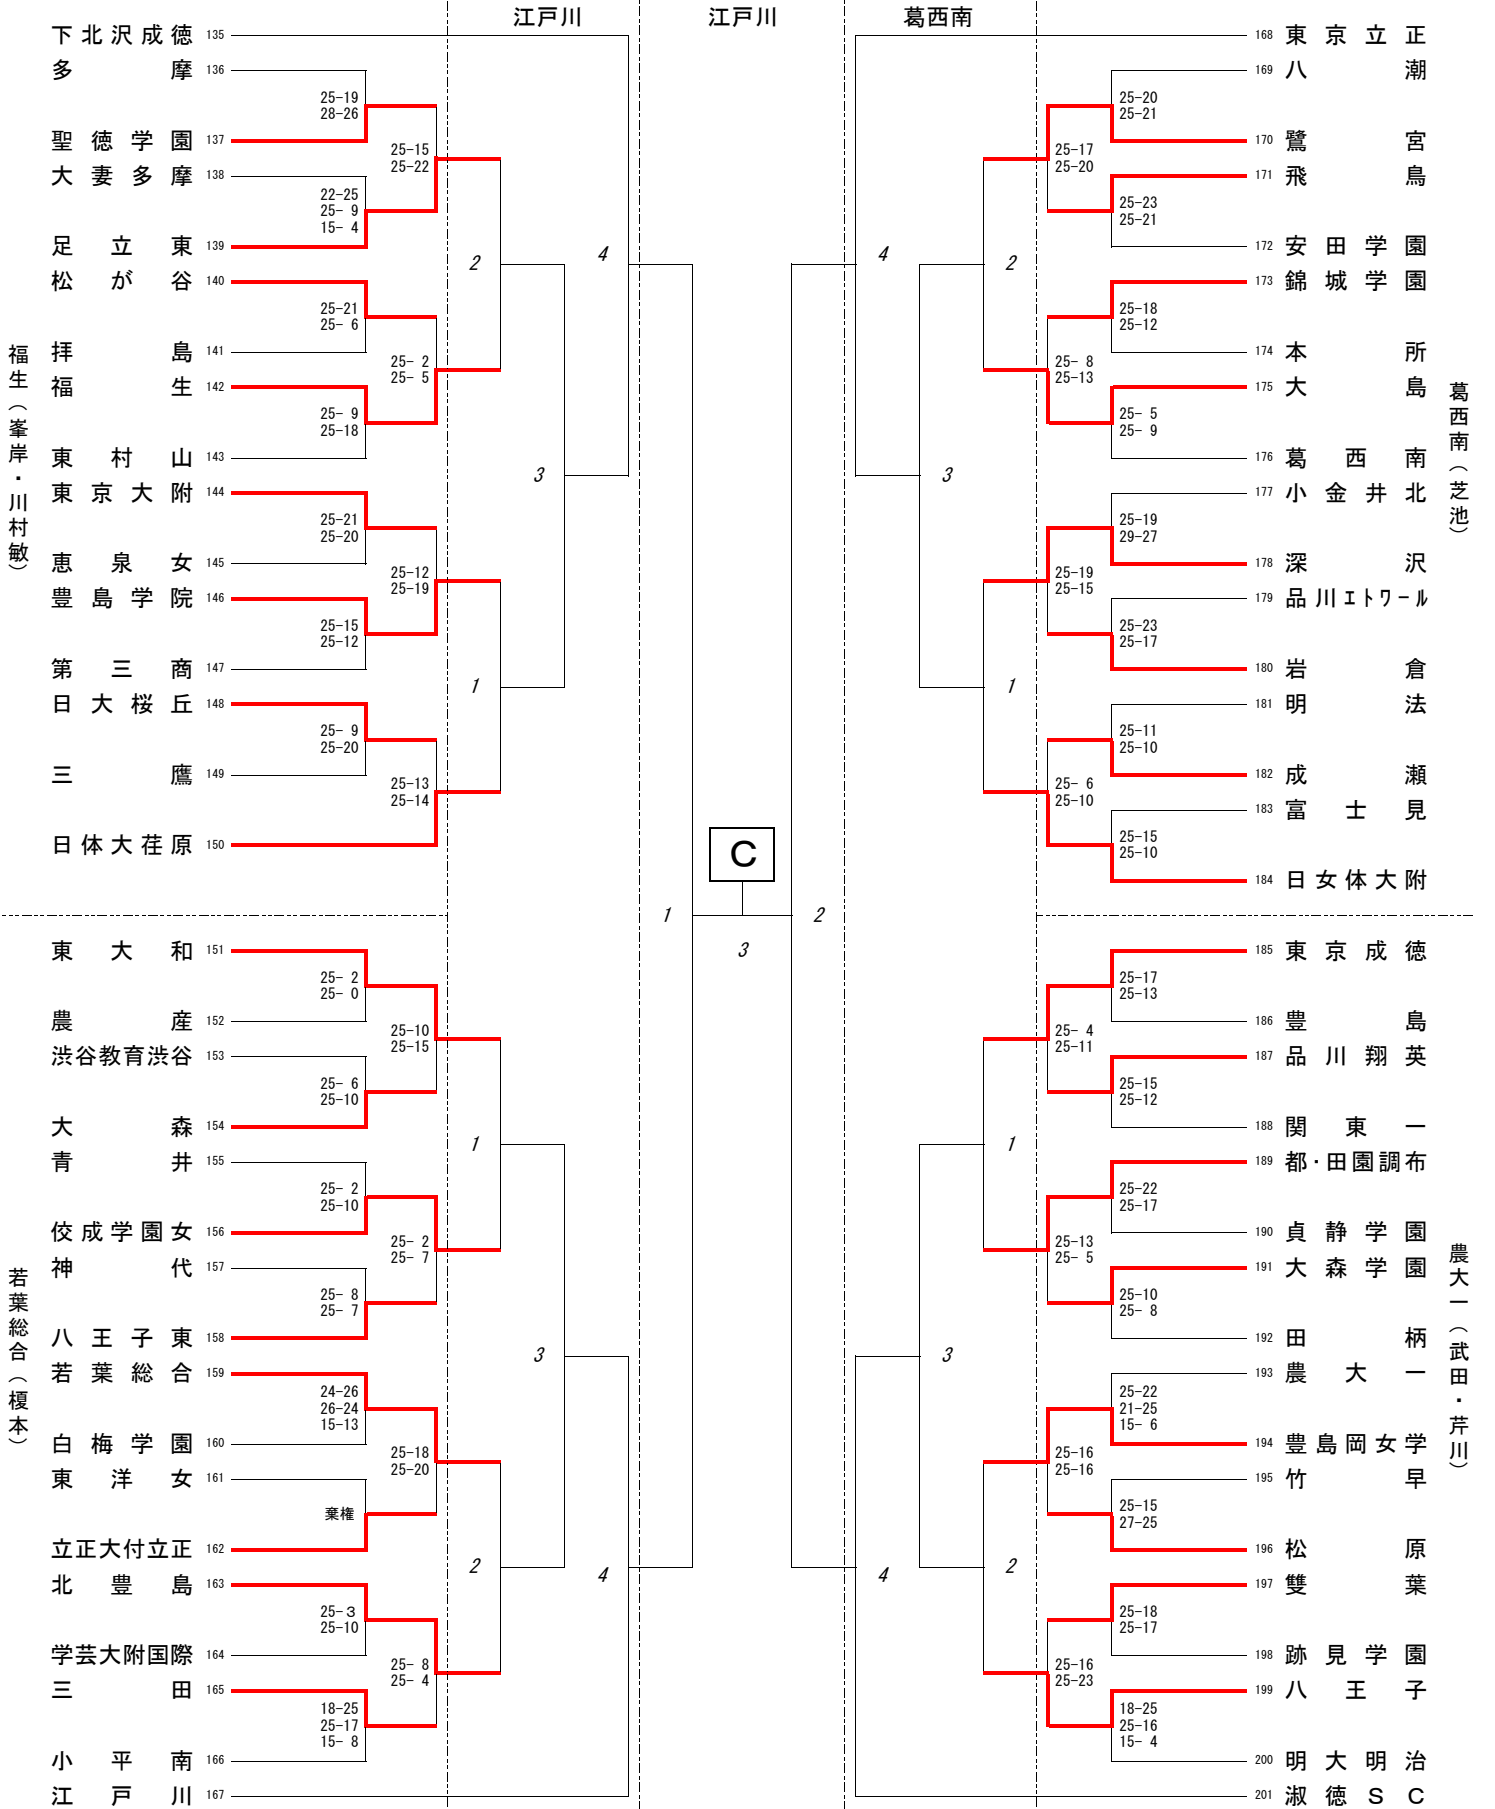 江戸川
江戸川
葛西南
下北沢成徳 135
多摩 136
25-19
28-26
聖徳学園 137
25-15
25-22
大妻多摩 138
22-25
25- 9
15- 4
足立東 139
2
4
松が谷 140
25-21
25- 6
拝島 141
25- 2
25- 5
福生 142
25- 9
25-18
東村山 143
福生（峯岸・川村敏）
3
東京大附 144
25-21
25-20
恵泉女 145
25-12
25-19
豊島学院 146
25-15
25-12
第三商 147
1
日大桜丘 148
25- 9
25-20
三鷹 149
25-13
25-14
日体大荏原 150
東大和 151
25- 2
25- 0
農産 152
25-10
25-15
渋谷教育渋谷 153
25- 6
25-10
大森 154
1
青井 155
25- 2
25-10
佼成学園女 156
25- 2
25- 7
神代 157
25- 8
25- 7
八王子東 158
若葉総合（榎本）
3
若葉総合 159
24-26
26-24
15-13
白梅学園 160
25-18
25-20
東洋女 161
棄権
立正大付立正 162
2
4
北豊島 163
25-３
25-10
学芸大附国際 164
25- 8
25- 4
三田 165
18-25
25-17
15- 8
小平南 166
江戸川 167
C
1
2
3
168 東京立正
169 八潮
25-20
25-21
170 鷺宮
25-17
25-20
171 飛鳥
25-23
25-21
172 安田学園
4
2
173 錦城学園
25-18
25-12
174 本所
25- 8
25-13
175 大島
25- 5
25- 9
176 葛西南
葛西南（芝池）
3
177 小金井北
25-19
29-27
178 深沢
25-19
25-15
179 品川ｴﾄﾜｰﾙ
25-23
25-17
180 岩倉
1
181 明法
25-11
25-10
182 成瀬
25- 6
25-10
183 富士見
25-15
25-10
184 日女体大附
185 東京成徳
25-17
25-13
186 豊島
25- 4
25-11
187 品川翔英
25-15
25-12
188 関東一
1
189 都・田園調布
25-22
25-17
190 貞静学園
25-13
25- 5
191 大森学園
25-10
25- 8
192 田柄
農大一（武田・芹川）
3
193 農大一
25-22
21-25
15- 6
194 豊島岡女学
25-16
25-16
195 竹早
25-15
27-25
196 松原
4
2
197 雙葉
25-18
25-17
198 跡見学園
25-16
25-23
199 八王子
18-25
25-16
15- 4
200 明大明治
201 淑徳ＳＣ